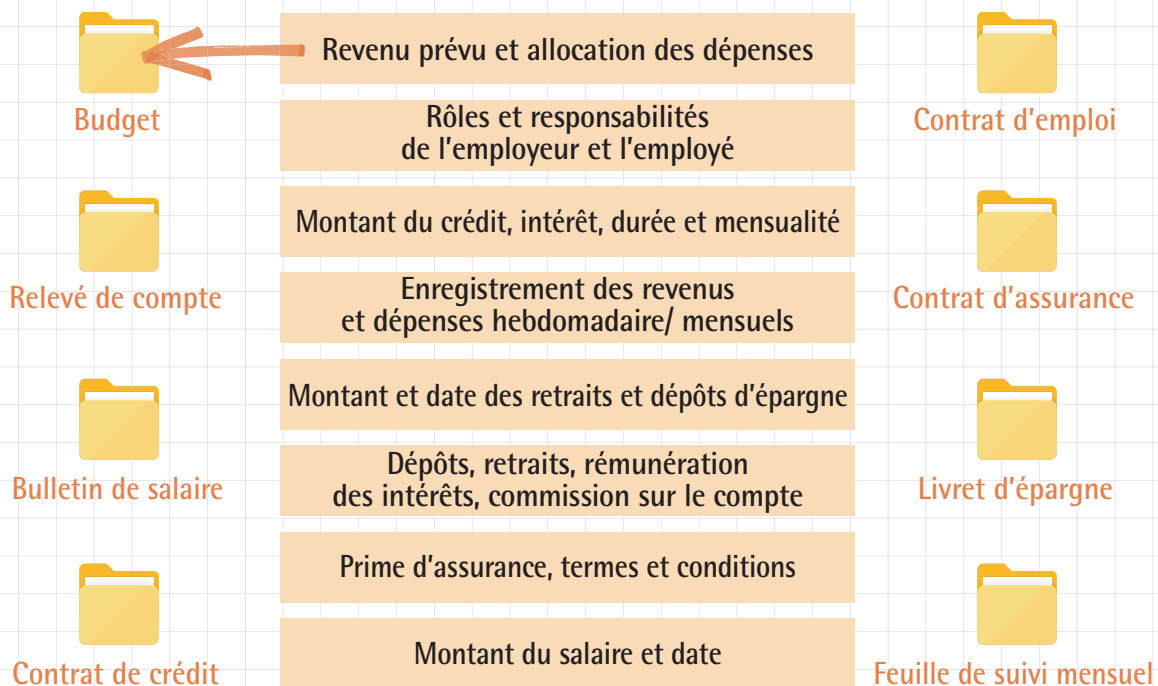 Budget
Relevé de compte
Bulletin de salaire
Contrat de crédit
Revenu prévu et allocation des dépenses
Rôles et responsabilités
de l'employeur et l'employé
Montant du crédit, intérêt, durée et mensualité
Enregistrement des revenus
et dépenses hebdomadaire/ mensuels
Montant et date des retraits et dépôts d'épargne
Dépôts, retraits, rémunération
des intérêts, commission sur le compte
Prime d'assurance, termes et conditions
Montant du salaire et date
Contrat d'emploi
Contrat d'assurance
Livret d'épargne
Feuille de suivi mensuel